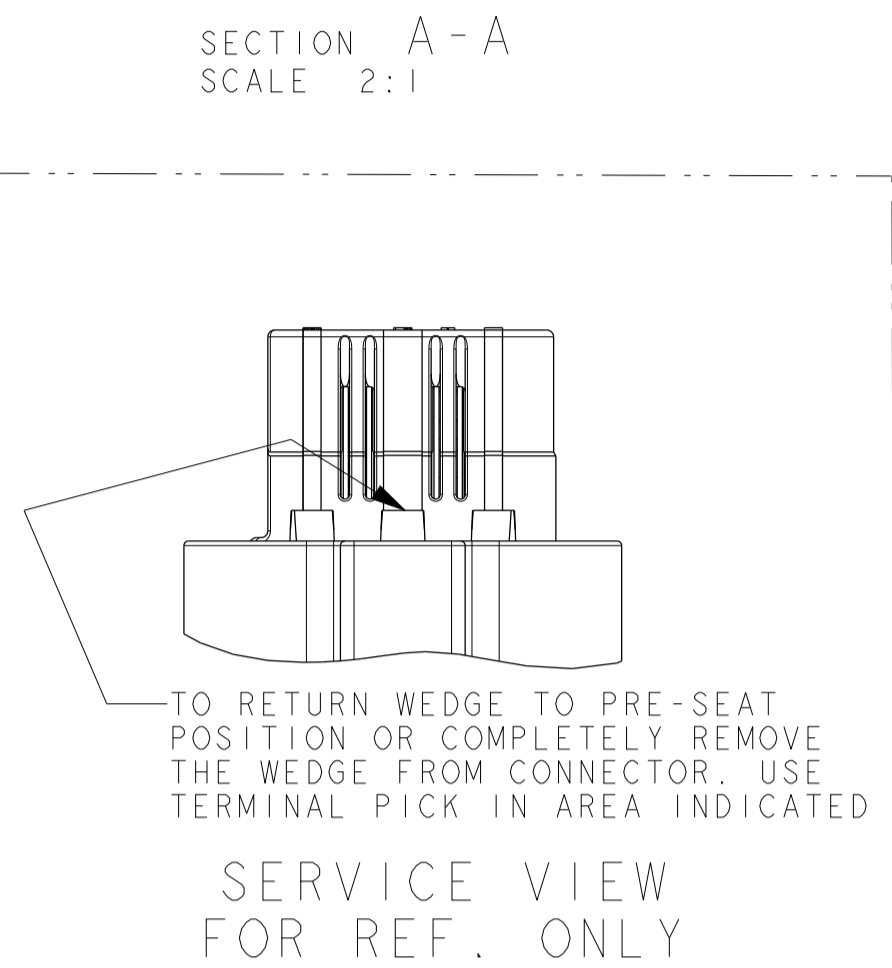 SECTION A-A
SCALE 2:1
TO RETURN WEDGE TO PRE-SEAT
POSITION OR COMPLETELY REMOVE
THE WEDGE FROM CONNECTOR. USE
TERMINAL PICK IN AREA INDICATED
SERVICE VIEW
FOR REF. ONLY